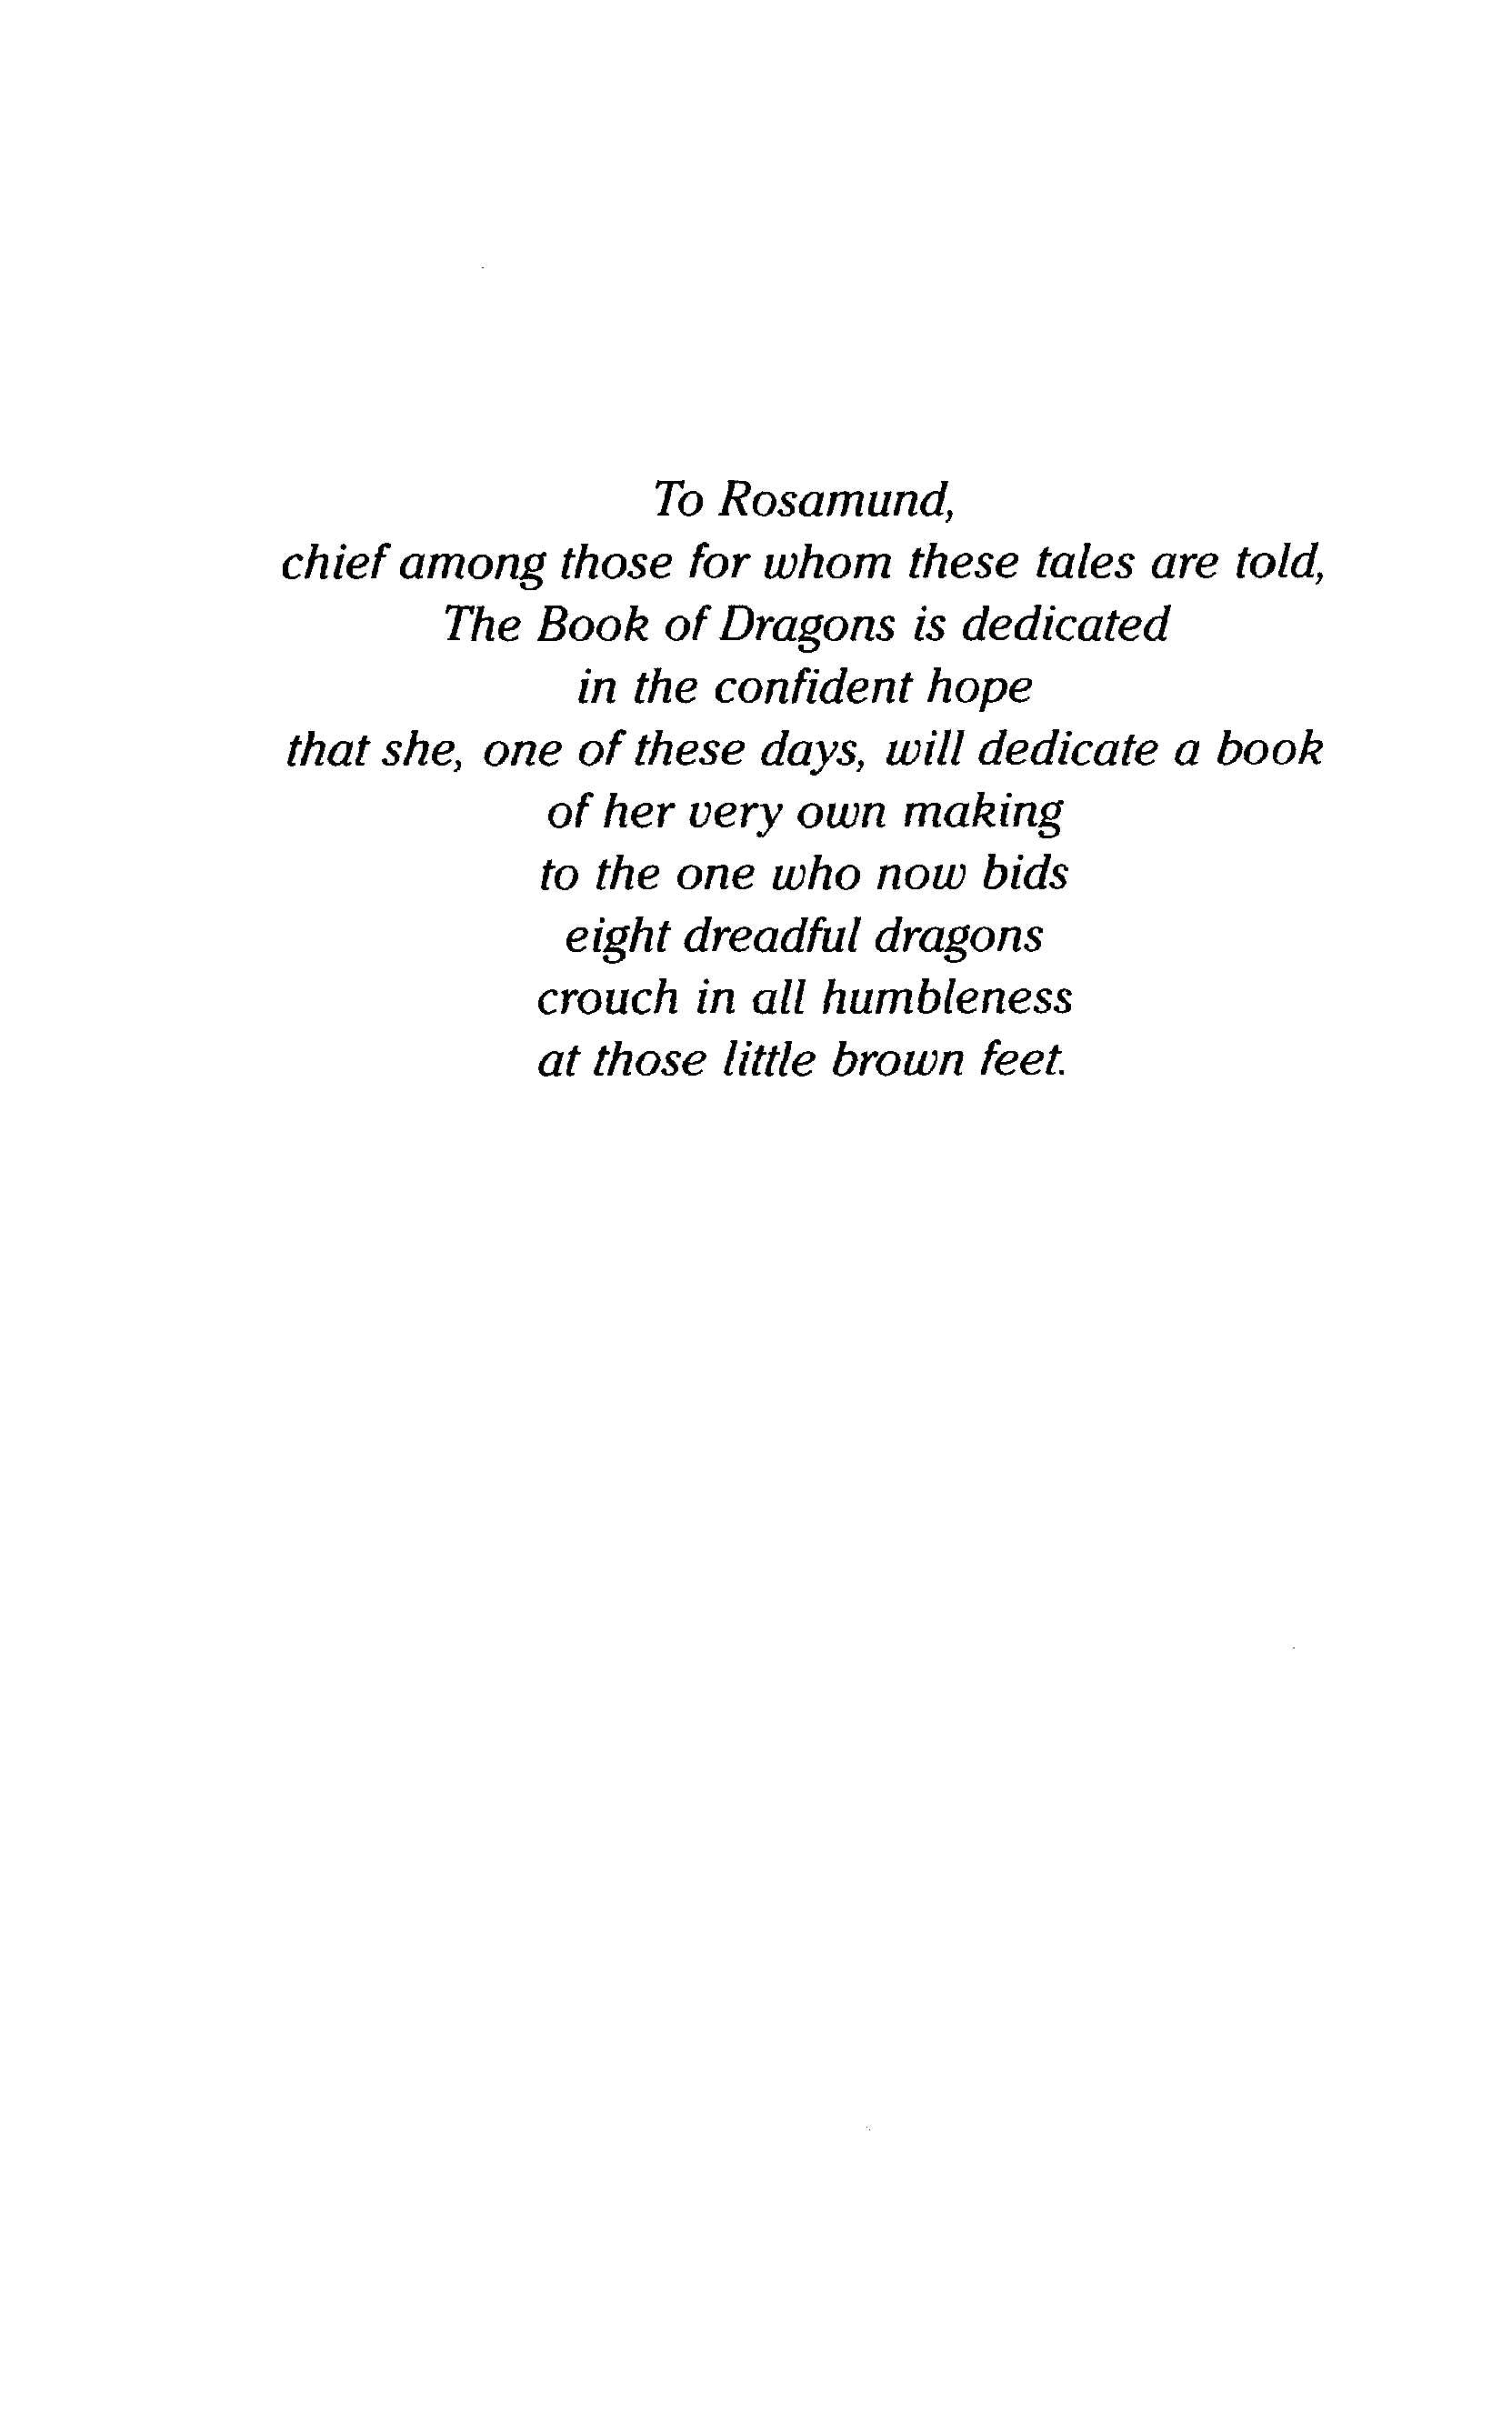 To Rosamund,
chief among those for whom these tales are told,
The Book of Dragons is dedicated
in the confident hope
that she, one of these days, will dedicate a book
of her very own making
to the one who now bids
eight dreadful dragons
crouch in all humbleness
at those little brown feet.